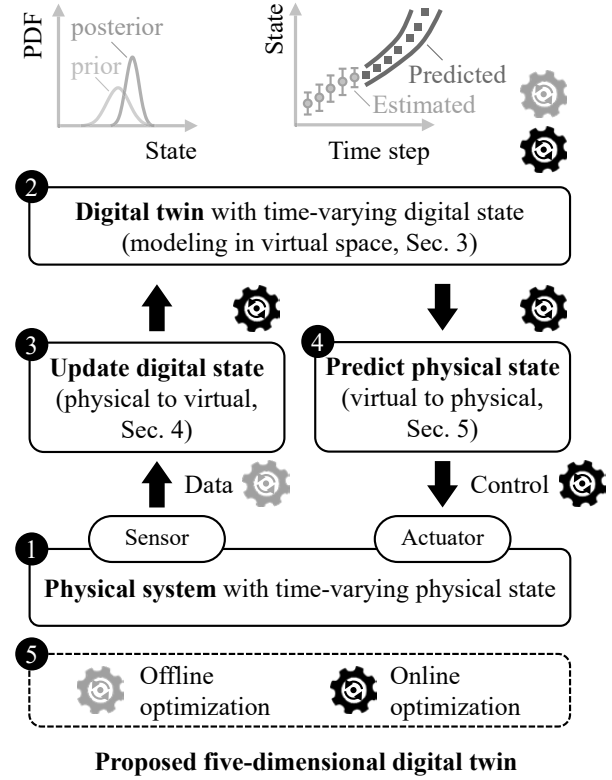 PDF
posterior
prior
State
State
Predicted
Estimated
Time step
2
Digital twin with time-varying digital state
(modeling in virtual space, Sec. 3)
3
Update digital state
(physical to virtual,
Sec. 4)
4
Predict physical state
(virtual to physical,
Sec. 5)
Data
Control
Sensor
Actuator
1
Physical system with time-varying physical state
5
Offline
optimization
Online
optimization
Proposed five-dimensional digital twin